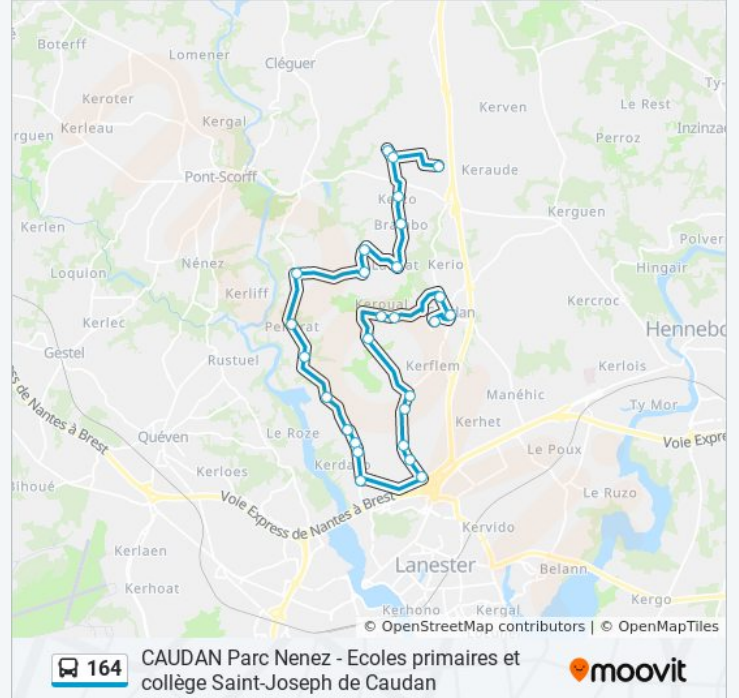 Boterff
Lomener
Cléguer
Ty-
Keroter
Kerven
Le Rest
rguen
Kerleau
Kergal
Perroz
Inzinza
Pont-Scorff
Keraude
Kerlen
Kerguen
Polver
Nénez
Kerio
Hingair
Loquion
Kerliff
Kercroc
Keroual
Kerlec
Hennebo
Gestel
Rustuel
Kerflem
Kerlois
Manéhic
Ty Mor
ss de Nantes à Brest
Quéven
Le Roze
Kerhet
Le Poux
Voie Expre
Kerloes
Lihoué
Voie Express de Nantes à Brest
Le Ruzo
Kervido
Kerlaen
Lanester
Belann
Kerhoat
Kerhono
Kergal
Kergo
© OpenStreetMap contributors | © OpenMapTiles
164
CAUDAN Parc Nenez - Ecoles primaires et
collège Saint-Joseph de Caudan
moovit